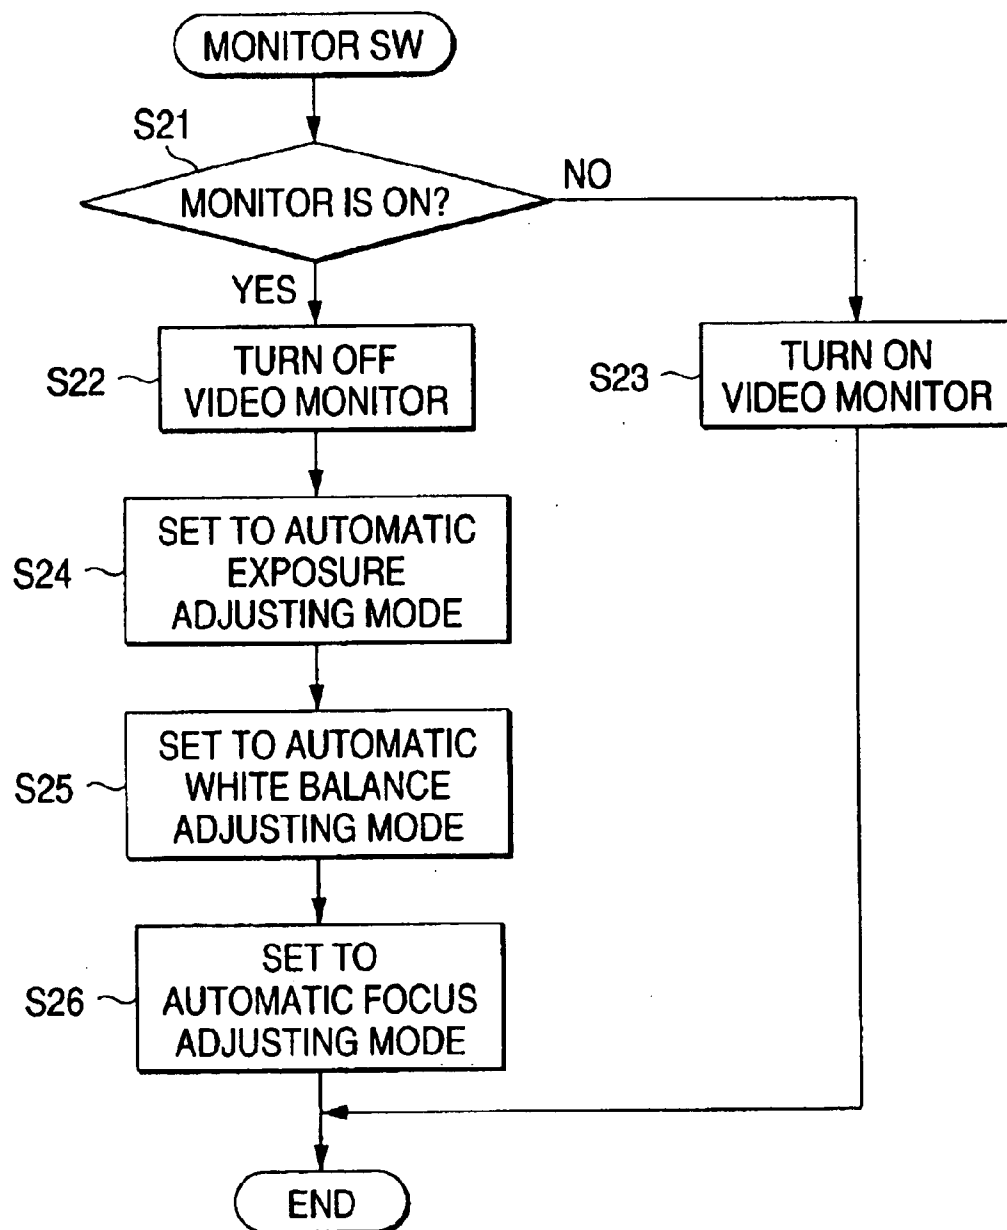 MONITOR SW
S21
MONITOR IS ON?
NO
YES
S22
TURN OFF
VIDEO MONITOR
S23
TURN ON
VIDEO MONITOR
S24
SET TO AUTOMATIC
EXPOSURE
ADJUSTING MODE
S25
SET TO AUTOMATIC
WHITE BALANCE
ADJUSTING MODE
S26
SET TO
AUTOMATIC FOCUS
ADJUSTING MODE
END